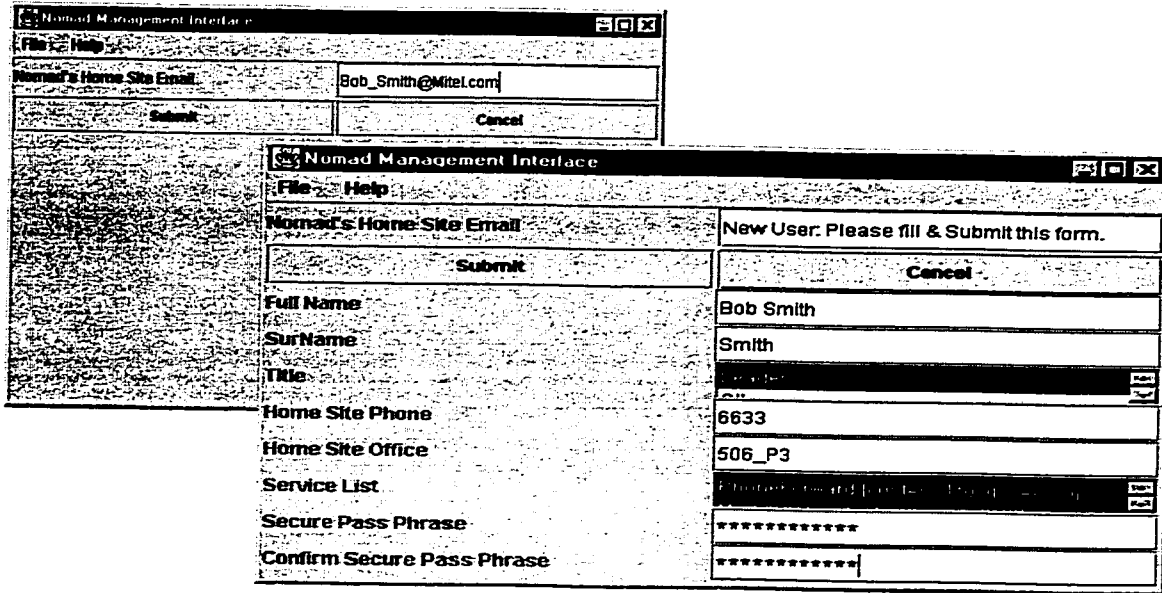 Nomad Management Interface
File Help
Nomad's Home Site Email Bob_Smith@Mitel.com
Submit Cancel
Nomad Management Interface
File Help
Nomad's Home Site Email New User: Please fill & Submit this form.
Submit Cancel
Full Name Bob Smith
SurName Smith
Title
Home Site Phone 6633
Home Site Office 506_P3
Service List
Secure Pass Phrase ************
Confirm Secure Pass Phrase ************